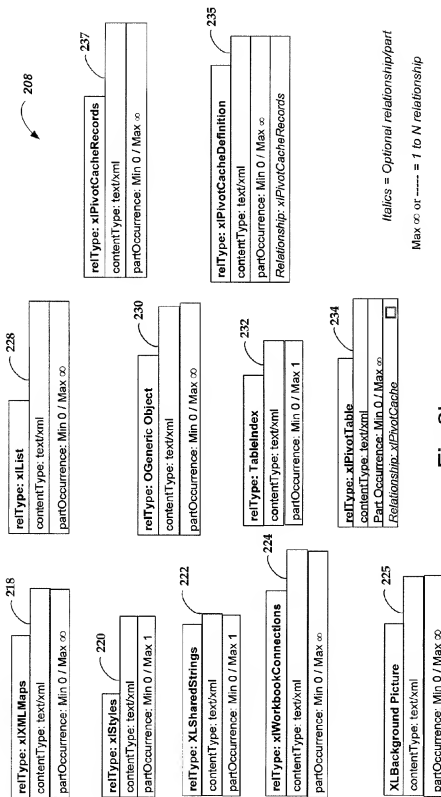 208
relType: xlXMLMaps
218
contentType: text/xml
partOccurrence: Min 0 / Max ∞
relType: xlStyles
220
contentType: text/xml
partOccurrence: Min 0 / Max 1
relType: XLSharedStrings
222
contentType: text/xml
partOccurrence: Min 0 / Max 1
relType: xlWorkbookConnections
224
contentType: text/xml
partOccurrence: Min 0 / Max ∞
XLBackground Picture
225
contentType: text/xml
partOccurrence: Min 0 / Max ∞
relType: xlList
228
contentType: text/xml
partOccurrence: Min 0 / Max ∞
relType: OGeneric Object
230
contentType: text/xml
partOccurrence: Min 0 / Max ∞
relType: TableIndex
232
contentType: text/xml
partOccurrence: Min 0 / Max 1
relType: xlPivotTable
234
contentType: text/xml
Part Occurrence: Min 0 / Max ∞
Relationship: xlPivotCache
relType: xlPivotCacheRecords
237
contentType: text/xml
partOccurrence: Min 0 / Max ∞
relType: xlPivotCacheDefinition
235
contentType: text/xml
partOccurrence: Min 0 / Max ∞
Relationship: xlPivotCacheRecords
Italics = Optional relationship/part
Max ∞ or ------ = 1 to N relationship